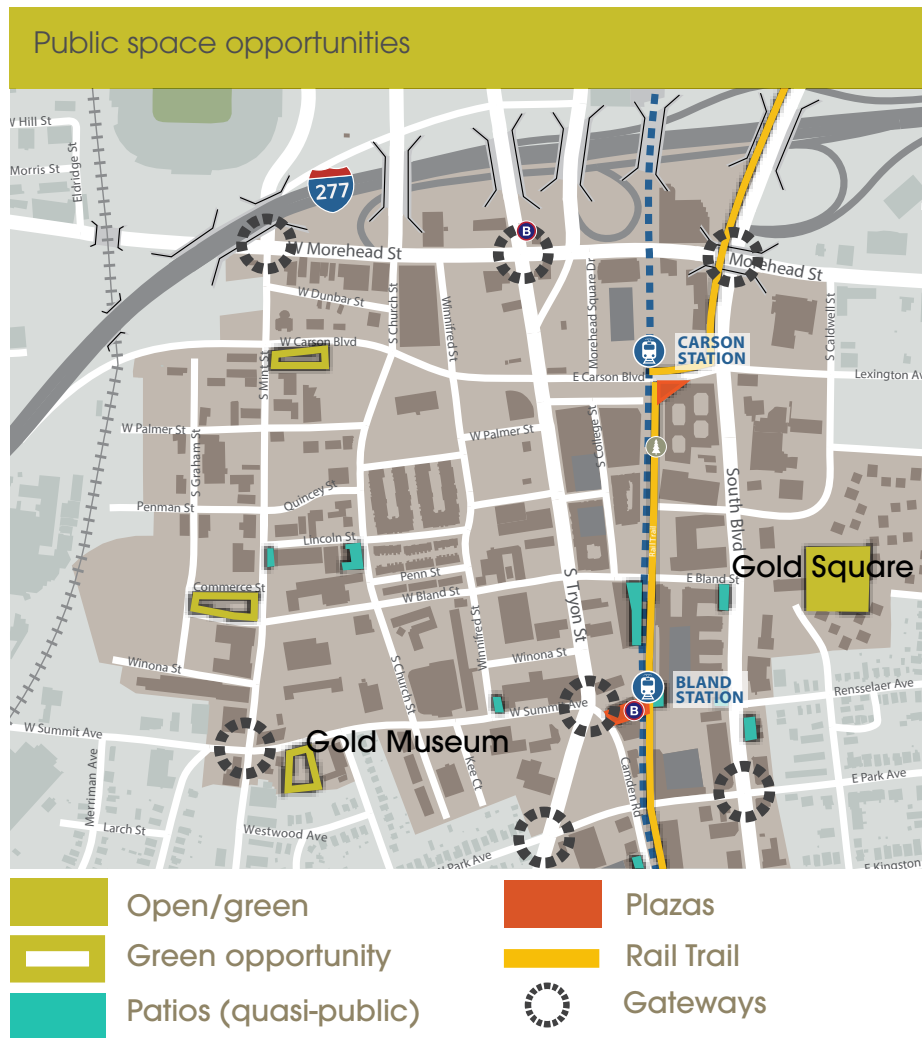 Public space opportunities
W Hill St
Morris St
Eldridge St
277
B
W Morehead St
Morehead St
W Dunbar St
S Church St
Winnifred St
Morehead Square Dr
S Caldwell St
CARSON
STATION
W Carson Blvd
S Mint St
E Carson Blvd
Lexington Av
W Palmer St
W Palmer St
S Graham St
S College St
Penman St
Quincey St
South Blvd
Rail Trail
Lincoln St
Gold Square
Penn St
E Bland St
Commerce St
W Bland St
S Tryon St
Winnifred St
Winona St
Winona St
S Church St
BLAND
STATION
Rensselaer Ave
W Summit Ave
W Summit Ave
B
Gold Museum
Merriman Ave
Kee Ct
Camden Rd
E Park Ave
Larch St
Westwood Ave
W Park Ave
E Kingston
Open/green
Plazas
Green opportunity
Rail Trail
Patios (quasi-public)
Gateways